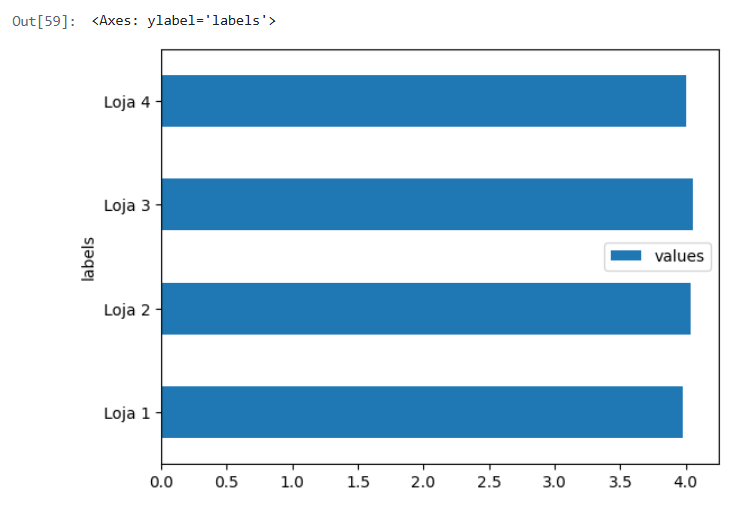 Out[59]: <Axes: ylabel='labels'>
Loja 4
Loja 3
values
labels
Loja 2
Loja 1
0.0 0.5 1.0 1.5 2.0 2.5 3.0 3.5 4.0